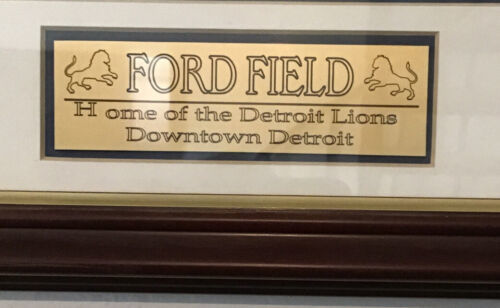 FORD FIELD
H ome of the Detroit Lions
Downtown Detroit